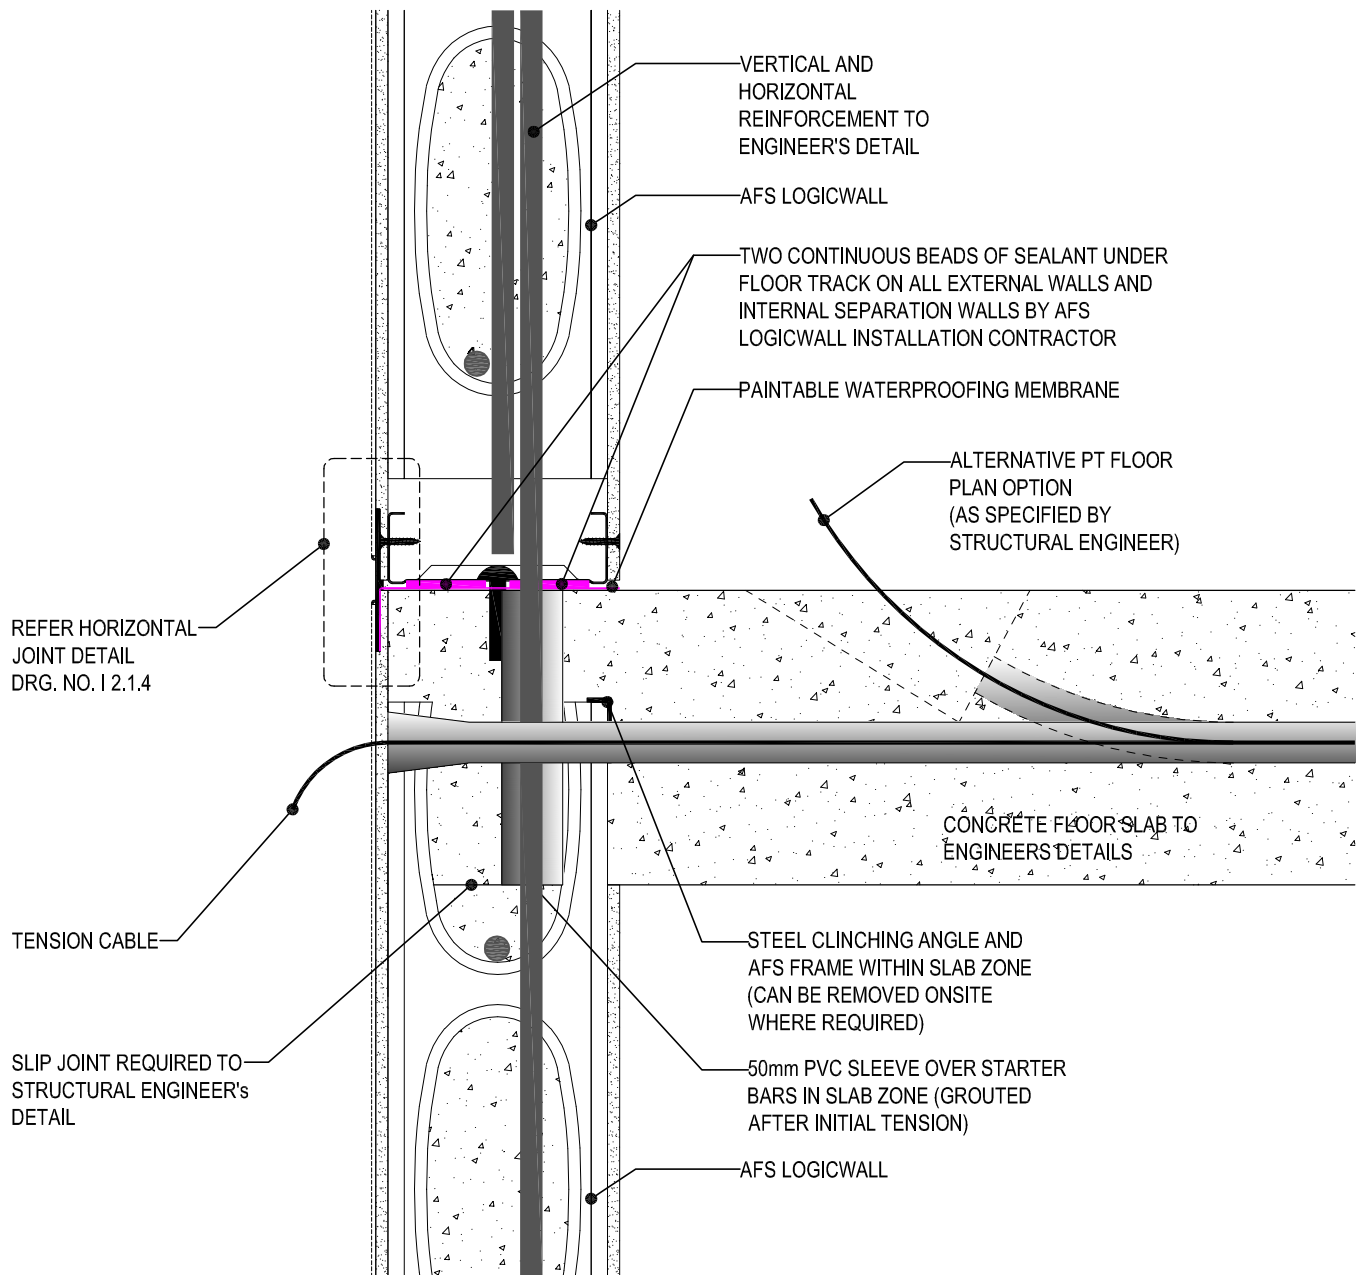 VERTICAL AND
HORIZONTAL
REINFORCEMENT TO
ENGINEER'S DETAIL
AFS LOGICWALL
TWO CONTINUOUS BEADS OF SEALANT UNDER
FLOOR TRACK ON ALL EXTERNAL WALLS AND
INTERNAL SEPARATION WALLS BY AFS
LOGICWALL INSTALLATION CONTRACTOR
PAINTABLE WATERPROOFING MEMBRANE
ALTERNATIVE PT FLOOR
PLAN OPTION
(AS SPECIFIED BY
STRUCTURAL ENGINEER)
REFER HORIZONTAL
JOINT DETAIL
DRG. NO. I 2.1.4
CONCRETE FLOOR SLAB TO
ENGINEERS DETAILS
TENSION CABLE
STEEL CLINCHING ANGLE AND
AFS FRAME WITHIN SLAB ZONE
(CAN BE REMOVED ONSITE
WHERE REQUIRED)
SLIP JOINT REQUIRED TO
STRUCTURAL ENGINEER's
DETAIL
50mm PVC SLEEVE OVER STARTER
BARS IN SLAB ZONE (GROUTED
AFTER INITIAL TENSION)
AFS LOGICWALL